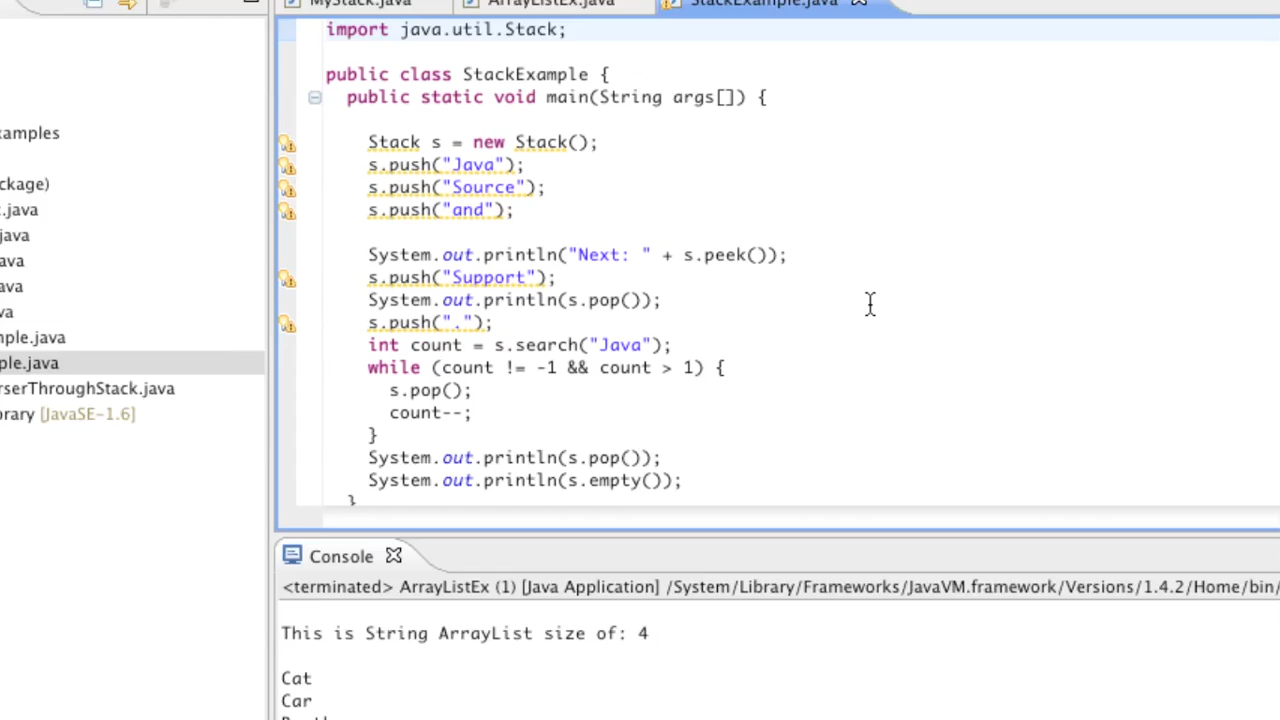 MyStack.java
ArrayListEx.java
StackExample.java
import java.util.Stack;
public class StackExample {
public static void main(String args[]) {
Stack s = new Stack();
s.push("Java");
s.push("Source");
s.push("and");
System.out.println("Next: " + s.peek());
s.push("Support");
System.out.println(s.pop());
s.push(".");
int count = s.search("Java");
while (count != -1 && count > 1) {
s.pop();
count--;
}
System.out.println(s.pop());
System.out.println(s.empty());
}
amples
ckage)
.java
java
ava
va
a
mple.java
ple.java
rserThroughStack.java
orary [JavaSE-1.6]
Console
<terminated> ArrayListEx (1) [Java Application] /System/Library/Frameworks/JavaVM.framework/Versions/1.4.2/Home/bin/
This is String ArrayList size of: 4
Cat
Car